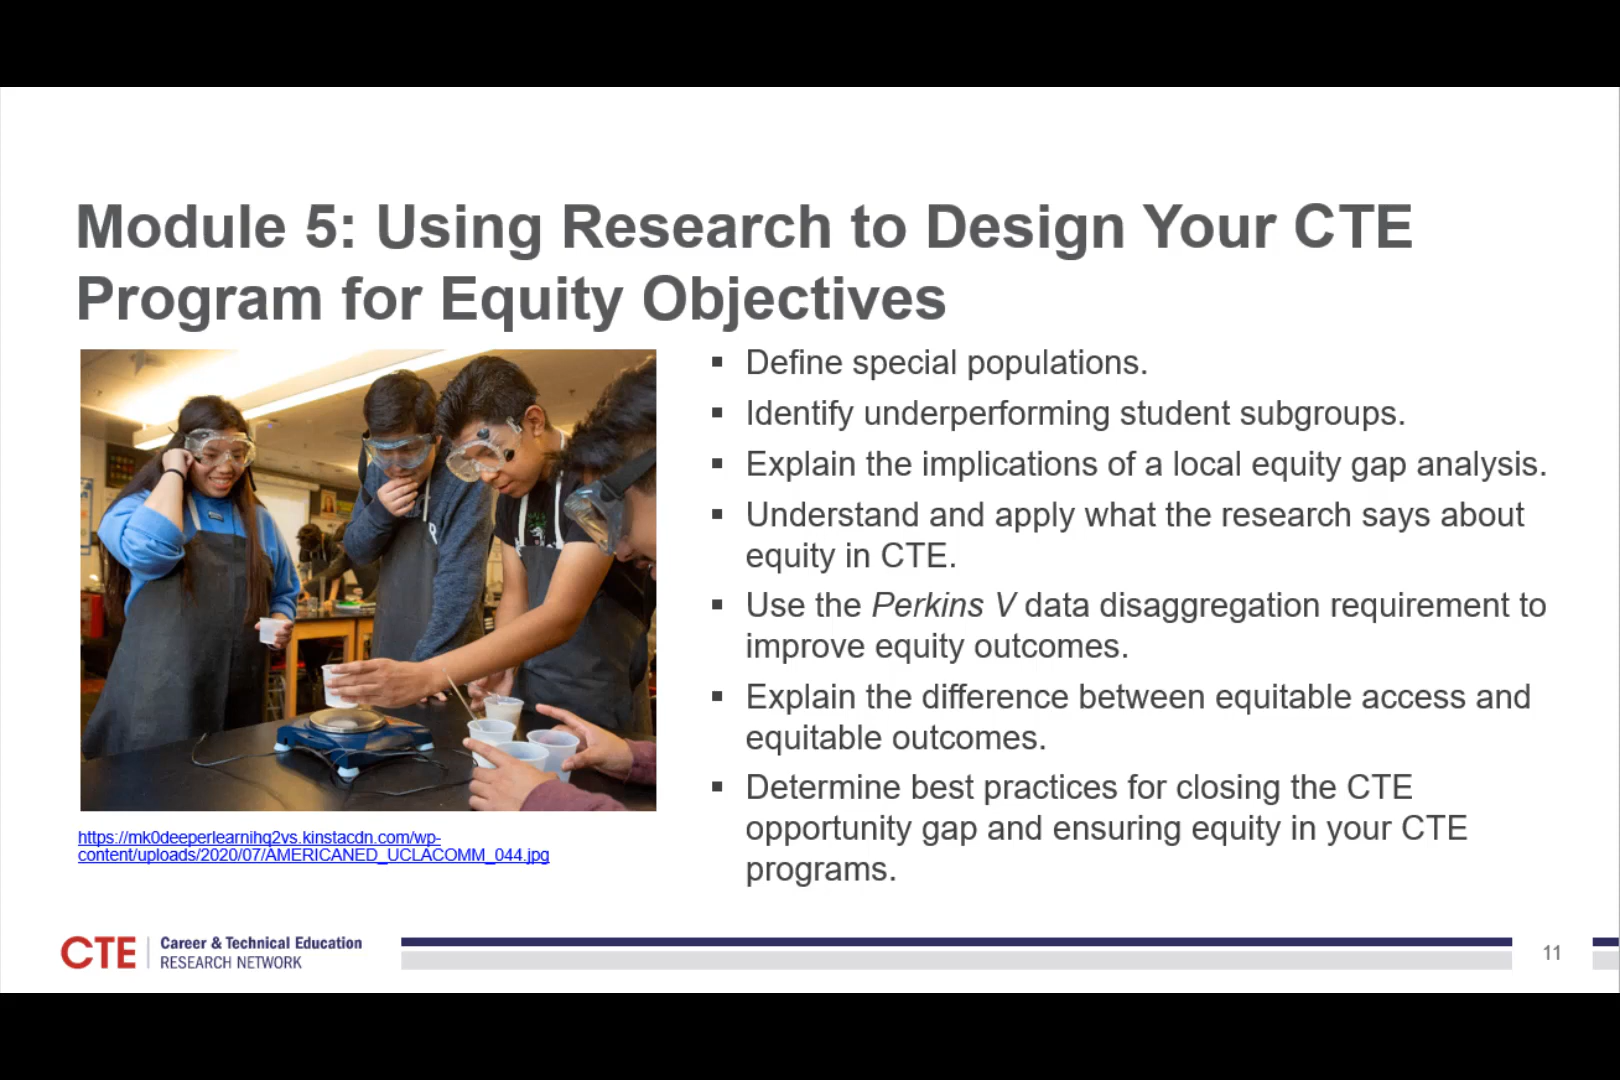 Module 5: Using Research to Design Your CTE
Program for Equity Objectives
▪ Define special populations.
▪ Identify underperforming student subgroups.
▪ Explain the implications of a local equity gap analysis.
▪ Understand and apply what the research says about
equity in CTE.
▪ Use the Perkins V data disaggregation requirement to
improve equity outcomes.
▪ Explain the difference between equitable access and
equitable outcomes.
▪ Determine best practices for closing the CTE
opportunity gap and ensuring equity in your CTE
programs.
https://mk0deeperlearnihq2vs.kinstacdn.com/wp-
content/uploads/2020/07/AMERICANED_UCLACOMM_044.jpg
CTE
Career & Technical Education
RESEARCH NETWORK
11